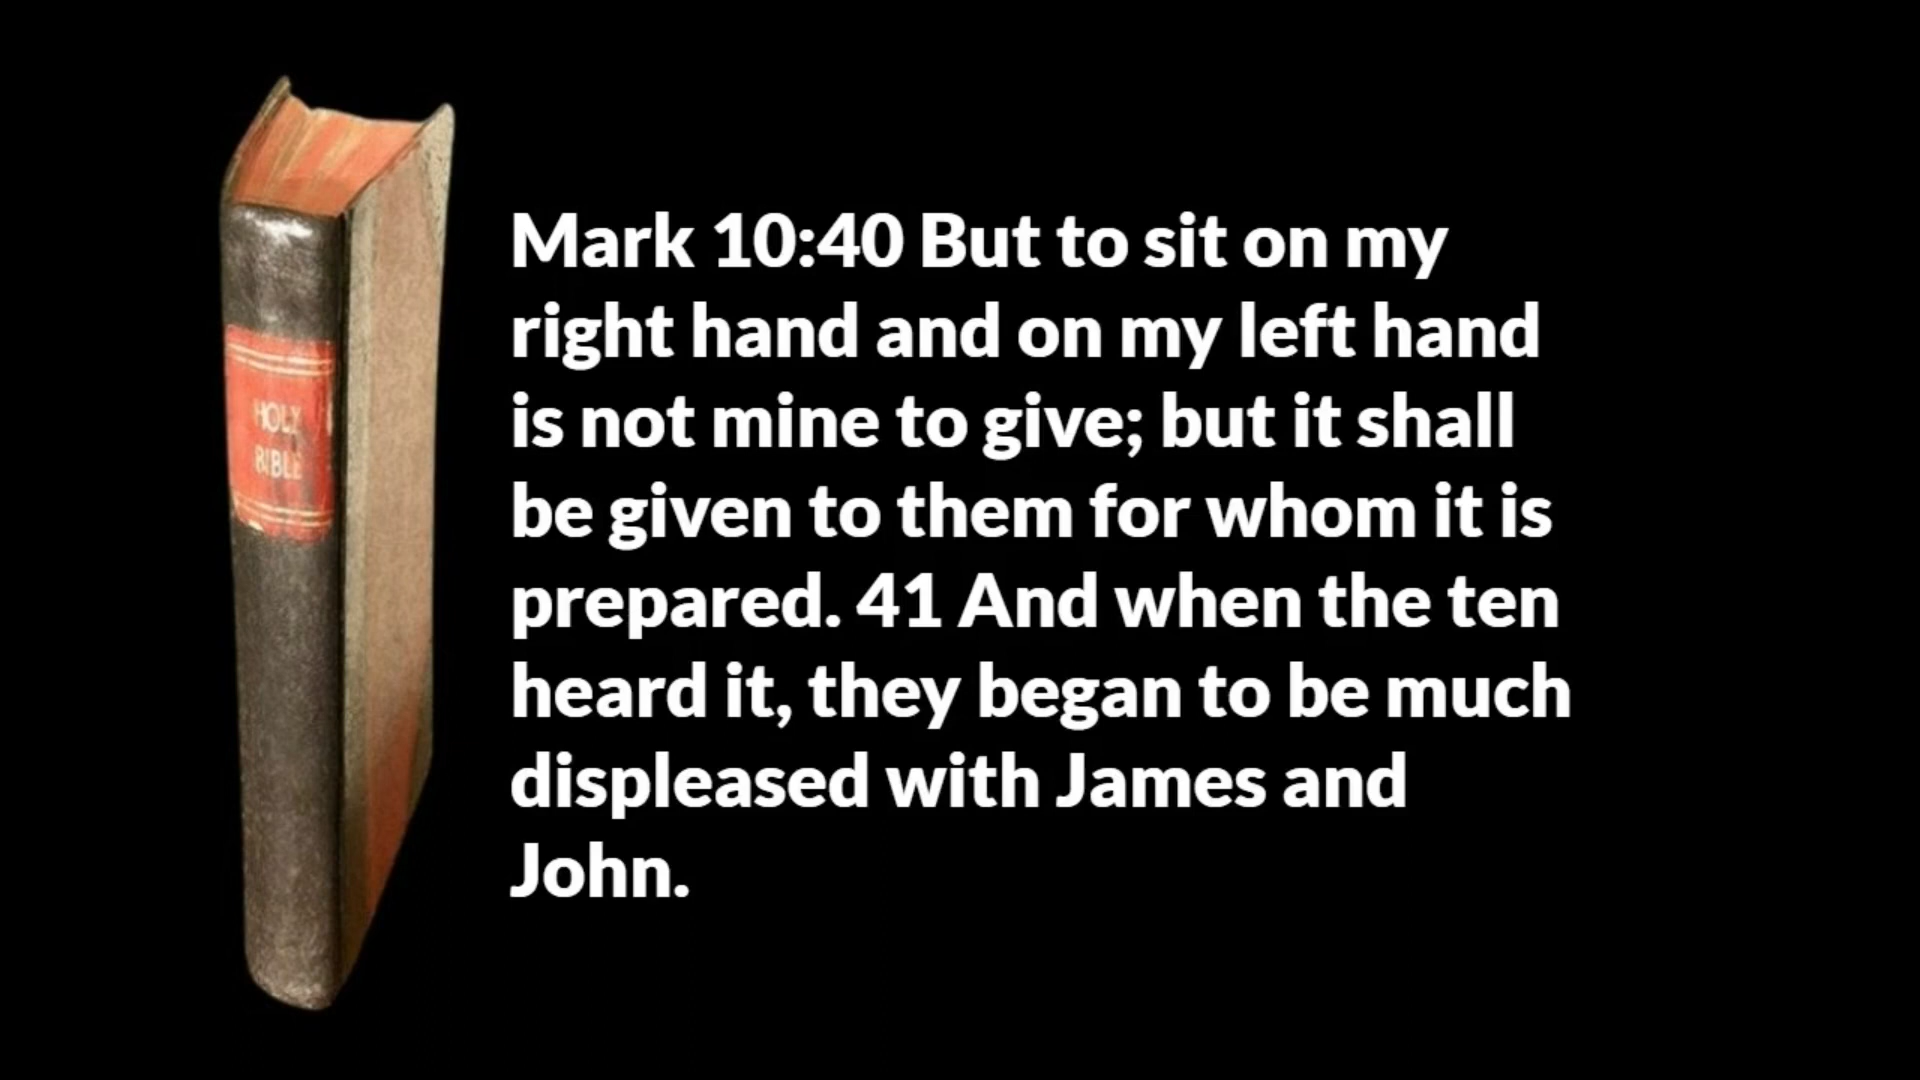 HOLY
BIBLE
Mark 10:40 But to sit on my
right hand and on my left hand
is not mine to give; but it shall
be given to them for whom it is
prepared. 41 And when the ten
heard it, they began to be much
displeased with James and
John.